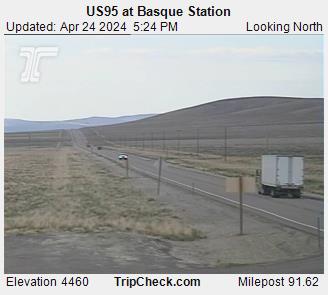 US95 at Basque Station
Updated: Apr 24 2024 5:24 PM Looking North
Elevation 4460 TripCheck.com Milepost 91.62